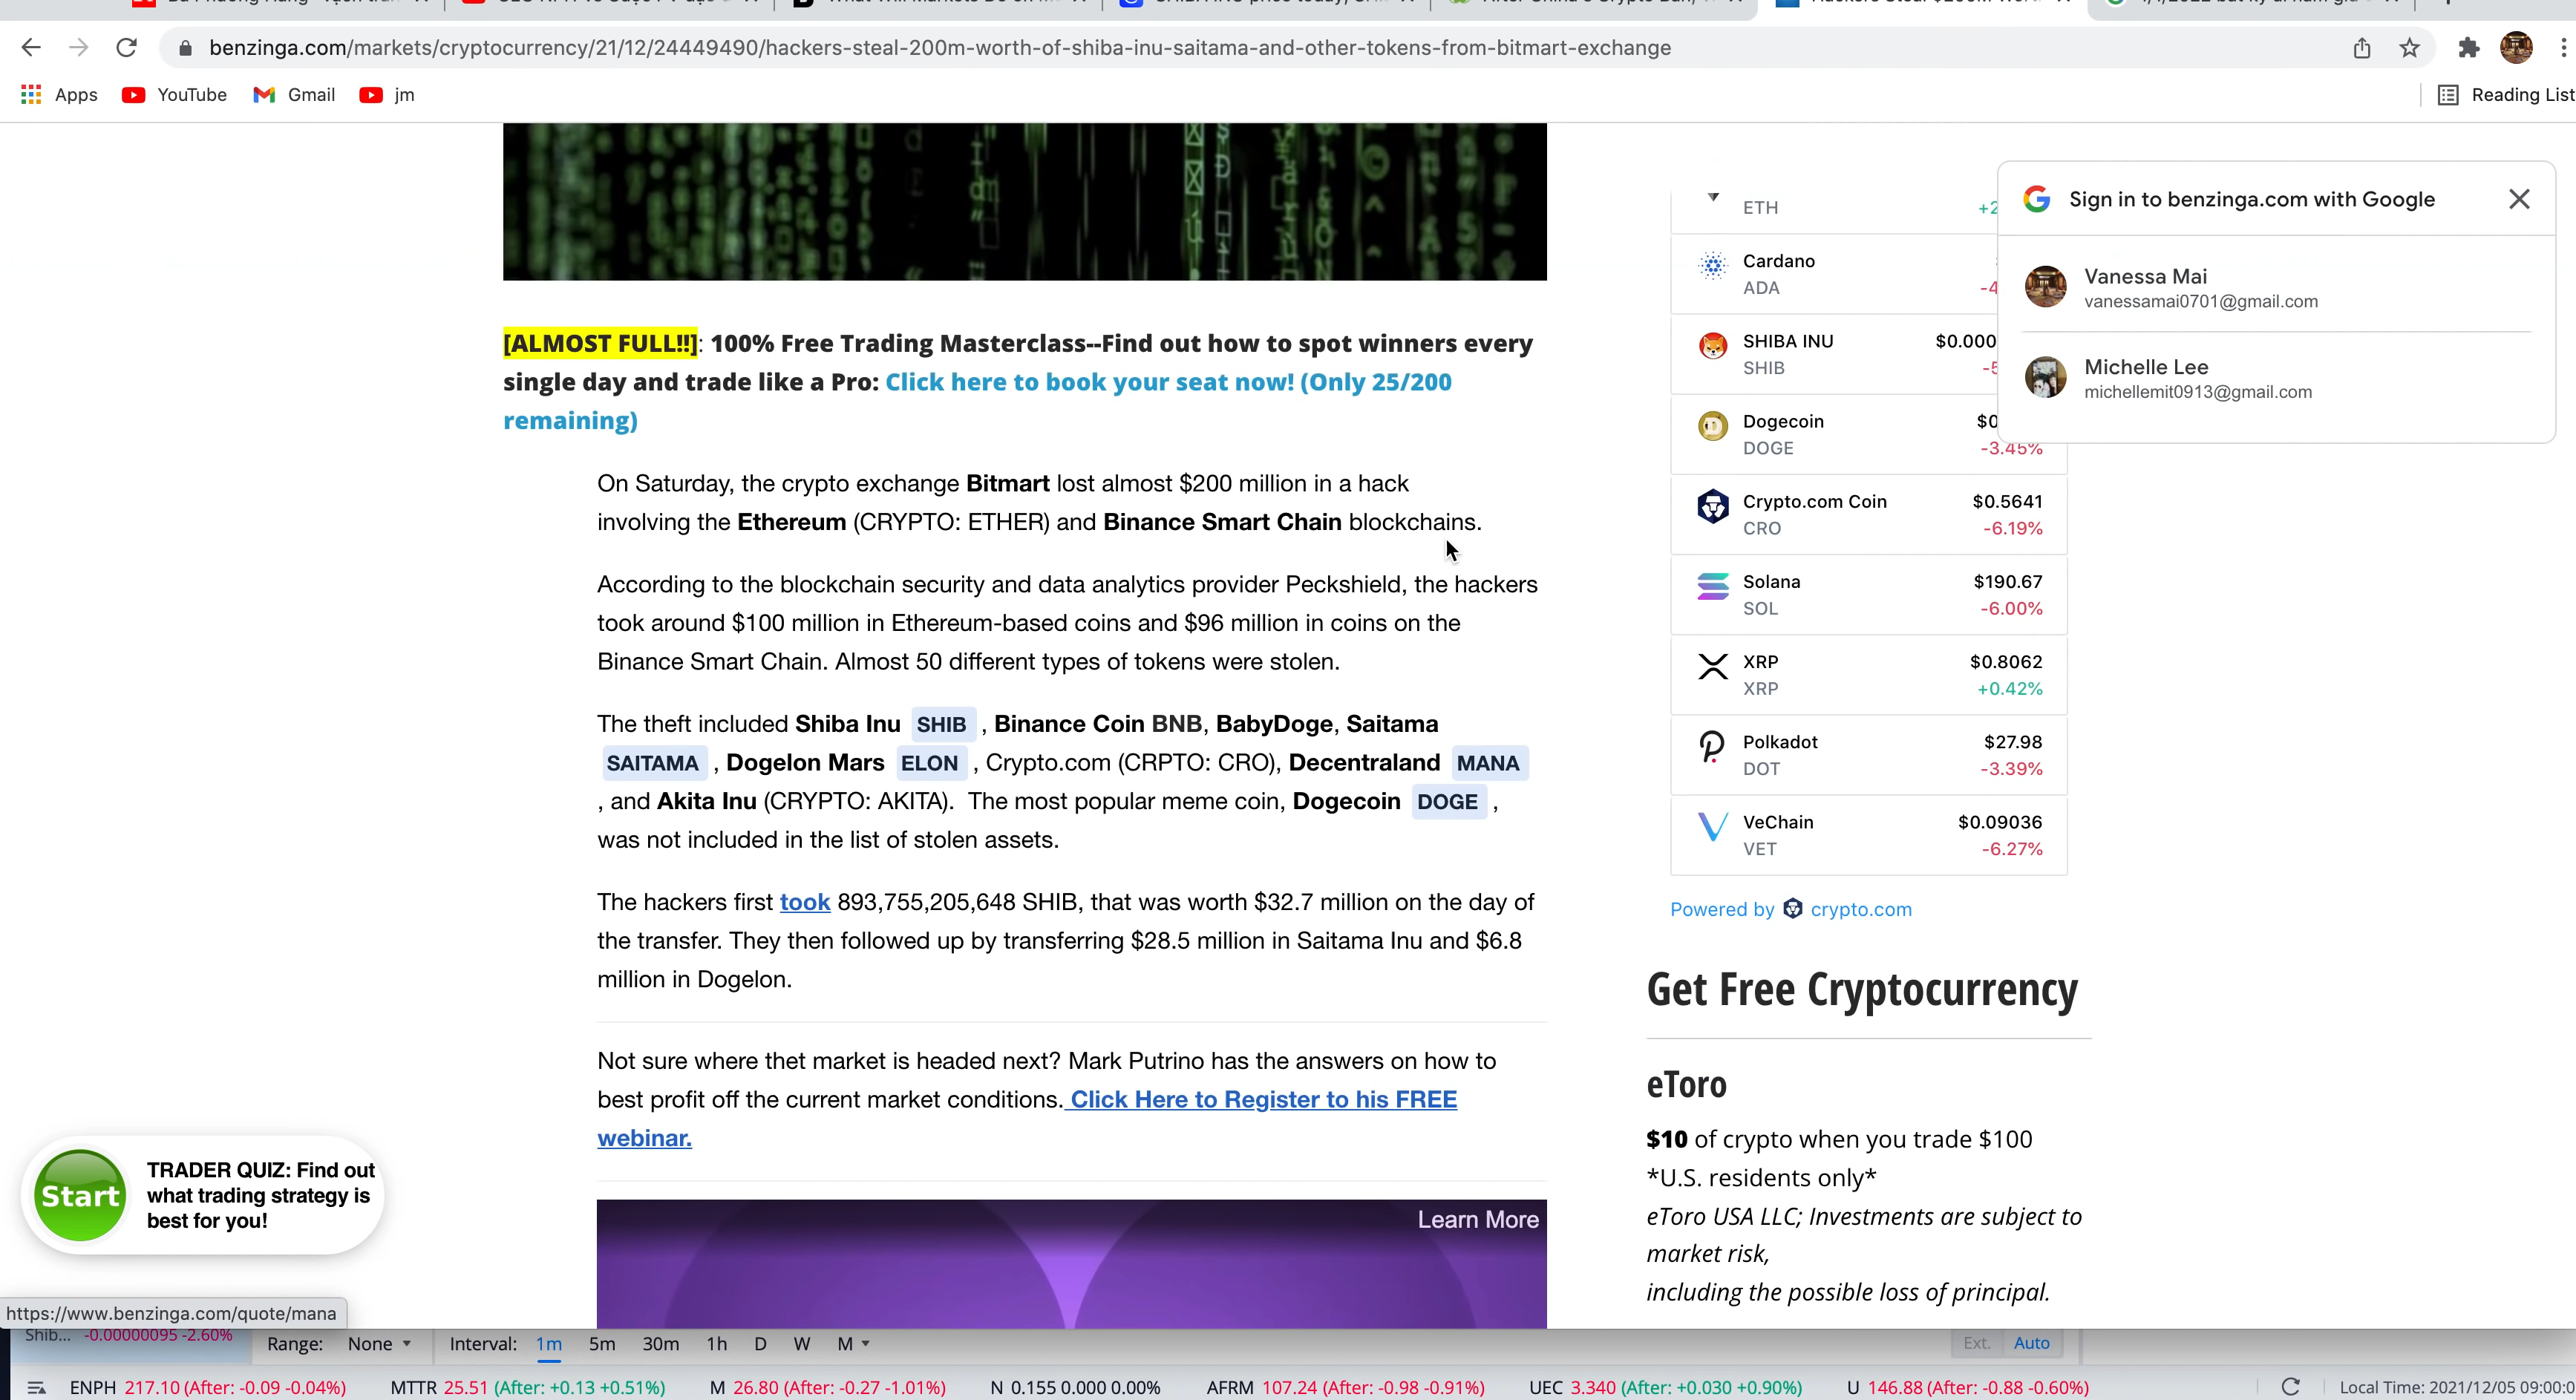 benzinga.com/markets/cryptocurrency/21/12/24449490/hackers-steal-200m-worth-of-shiba-inu-saitama-and-other-tokens-from-bitmart-exchange
Apps YouTube Gmail jm Reading List
[ALMOST FULL!!]: 100% Free Trading Masterclass--Find out how to spot winners every
single day and trade like a Pro: Click here to book your seat now! (Only 25/200
remaining)
On Saturday, the crypto exchange Bitmart lost almost $200 million in a hack
involving the Ethereum (CRYPTO: ETHER) and Binance Smart Chain blockchains.
According to the blockchain security and data analytics provider Peckshield, the hackers
took around $100 million in Ethereum-based coins and $96 million in coins on the
Binance Smart Chain. Almost 50 different types of tokens were stolen.
The theft included Shiba Inu SHIB , Binance Coin BNB, BabyDoge, Saitama
SAITAMA , Dogelon Mars ELON , Crypto.com (CRPTO: CRO), Decentraland MANA
, and Akita Inu (CRYPTO: AKITA). The most popular meme coin, Dogecoin DOGE ,
was not included in the list of stolen assets.
The hackers first took 893,755,205,648 SHIB, that was worth $32.7 million on the day of
the transfer. They then followed up by transferring $28.5 million in Saitama Inu and $6.8
million in Dogelon.
Not sure where thet market is headed next? Mark Putrino has the answers on how to
best profit off the current market conditions. Click Here to Register to his FREE
webinar.
Learn More
ETH +2
Cardano
ADA -4
SHIBA INU $0.000
SHIB -5
Dogecoin $0
DOGE -3.45%
Crypto.com Coin $0.5641
CRO -6.19%
Solana $190.67
SOL -6.00%
XRP $0.8062
XRP +0.42%
Polkadot $27.98
DOT -3.39%
VeChain $0.09036
VET -6.27%
Powered by crypto.com
Get Free Cryptocurrency
eToro
$10 of crypto when you trade $100
*U.S. residents only*
eToro USA LLC; Investments are subject to
market risk,
including the possible loss of principal.
Sign in to benzinga.com with Google
Vanessa Mai
vanessamai0701@gmail.com
Michelle Lee
michellemit0913@gmail.com
Start
TRADER QUIZ: Find out
what trading strategy is
best for you!
https://www.benzinga.com/quote/mana
Shib... -0.00000095 -2.60% Range: None Interval: 1m 5m 30m 1h D W M Ext. Auto
ENPH 217.10 (After: -0.09 -0.04%) MTTR 25.51 (After: +0.13 +0.51%) M 26.80 (After: -0.27 -1.01%) N 0.155 0.000 0.00% AFRM 107.24 (After: -0.98 -0.91%) UEC 3.340 (After: +0.030 +0.90%) U 146.88 (After: -0.88 -0.60%) Local Time: 2021/12/05 09:00:0